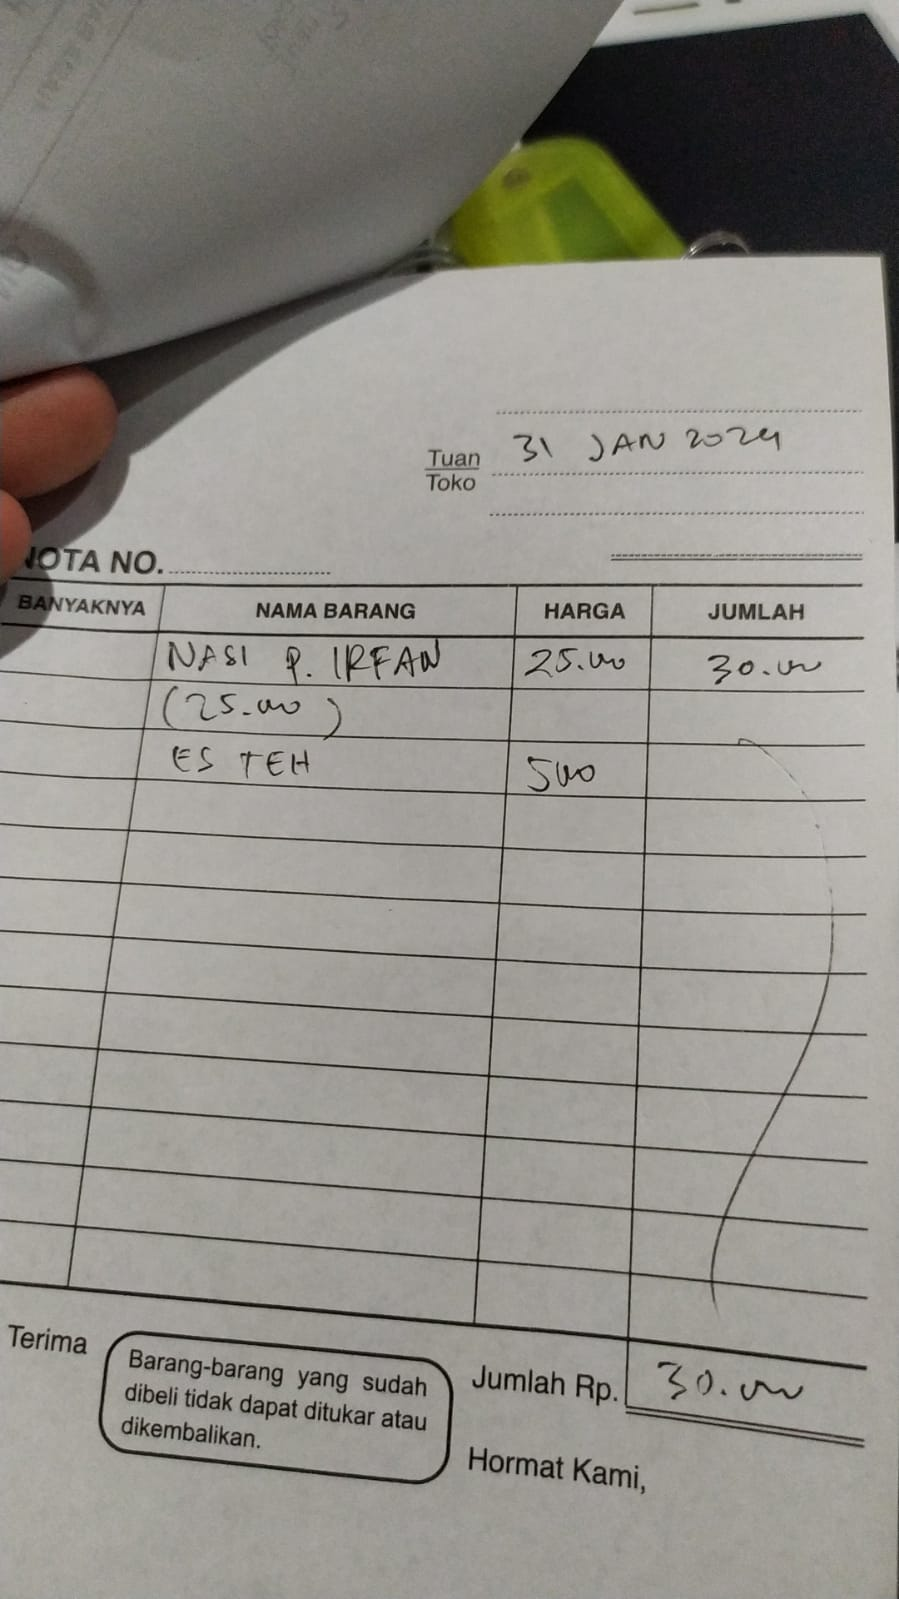 31 JAN 2024
Tuan
Toko
NOTA NO.
BANYAKNYA NAMA BARANG HARGA JUMLAH
NASI P. IRFAN 25.000 30.000
(25.000)
ES TEH 5000
Terima
Barang-barang yang sudah
dibeli tidak dapat ditukar atau
dikembalikan.
Jumlah Rp. 30.000
Hormat Kami,